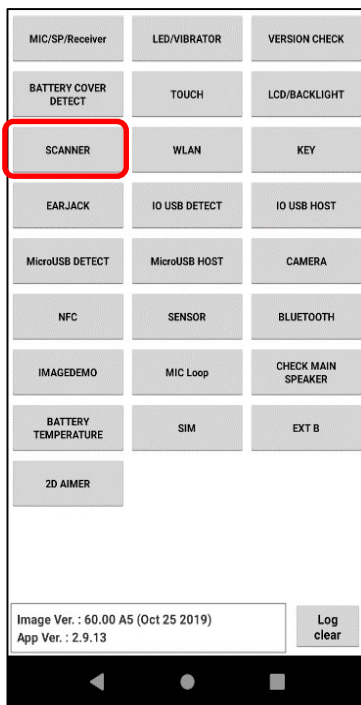 MIC/SP/Receiver
LED/VIBRATOR
VERSION CHECK
BATTERY COVER
DETECT
TOUCH
LCD/BACKLIGHT
SCANNER
WLAN
KEY
EARJACK
IO USB DETECT
IO USB HOST
MicroUSB DETECT
MicroUSB HOST
CAMERA
NFC
SENSOR
BLUETOOTH
IMAGEDEMO
MIC Loop
CHECK MAIN
SPEAKER
BATTERY
TEMPERATURE
SIM
EXT B
2D AIMER
Image Ver. : 60.00 A5 (Oct 25 2019)
App Ver. : 2.9.13
Log
clear